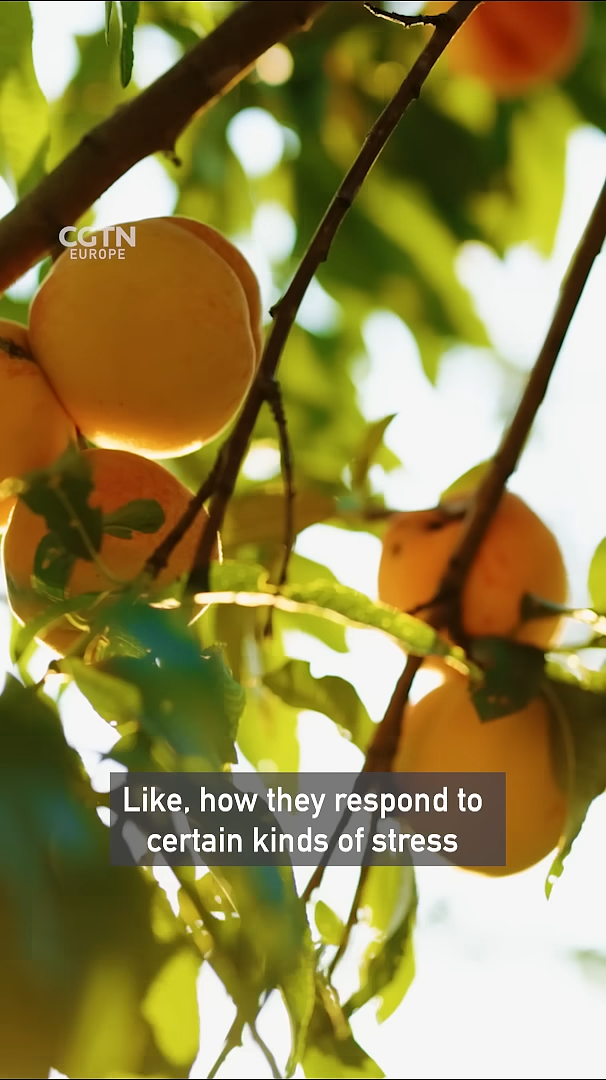 CGTN
EUROPE
Like, how they respond to
certain kinds of stress